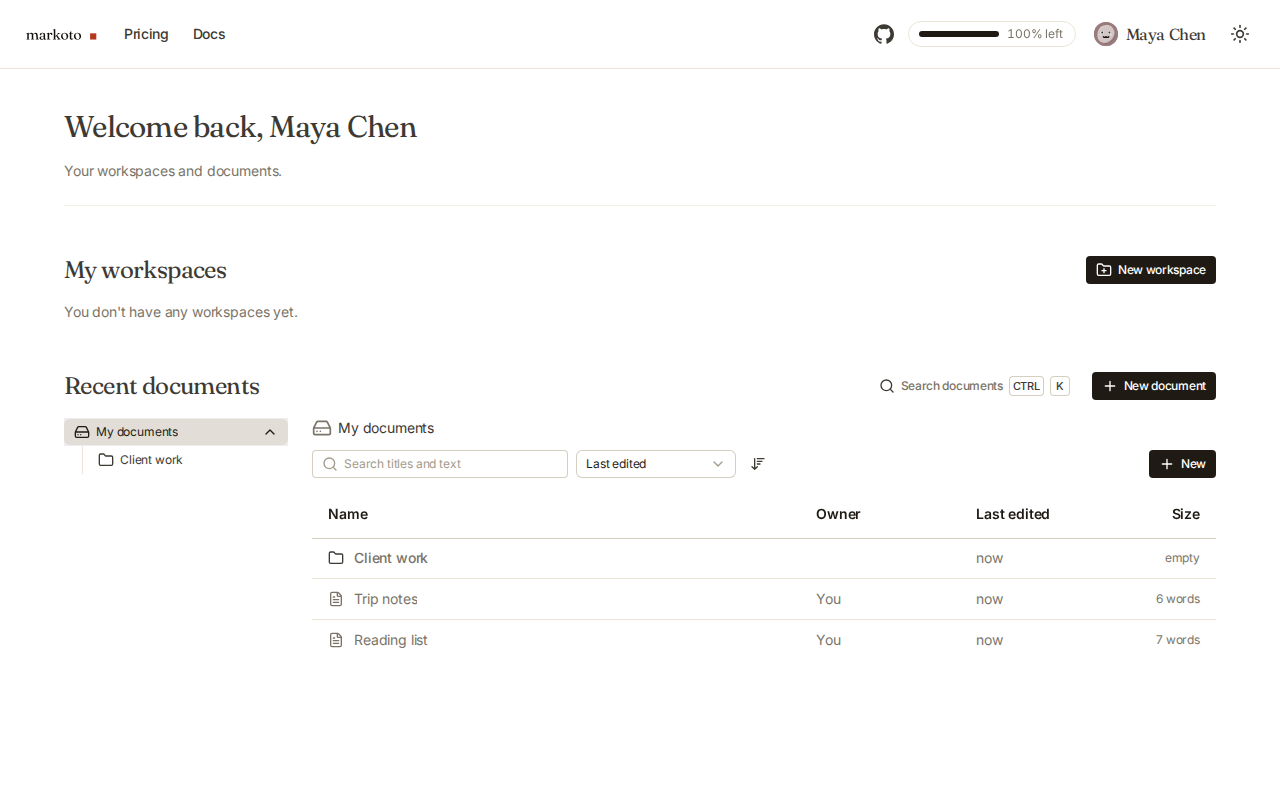 markoto Pricing Docs 100% left Maya Chen
Welcome back, Maya Chen
Your workspaces and documents.
My workspaces New workspace
You don't have any workspaces yet.
Recent documents Search documents CTRL K New document
My documents
Client work
My documents
Search titles and text Last edited New
Name Owner Last edited Size
Client work now empty
Trip notes You now 6 words
Reading list You now 7 words